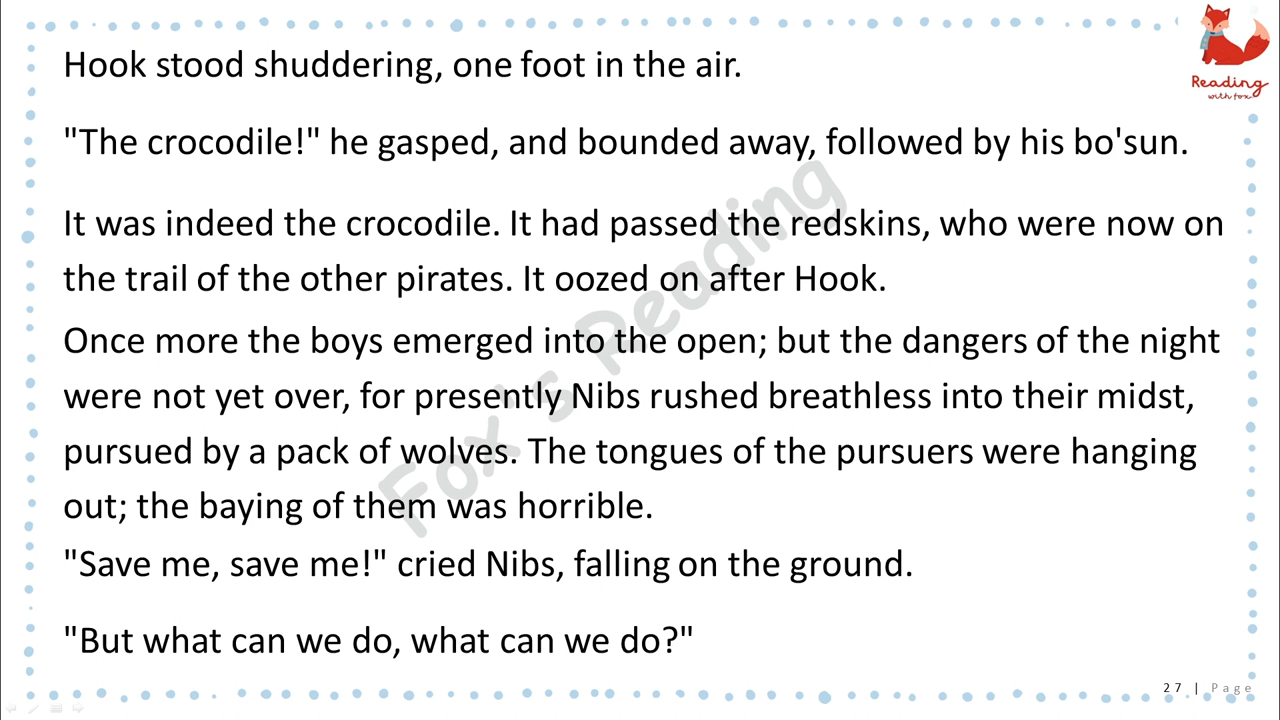 Reading
with fox
Hook stood shuddering, one foot in the air.
"The crocodile!" he gasped, and bounded away, followed by his bo'sun.
It was indeed the crocodile. It had passed the redskins, who were now on
the trail of the other pirates. It oozed on after Hook.
Once more the boys emerged into the open; but the dangers of the night
were not yet over, for presently Nibs rushed breathless into their midst,
pursued by a pack of wolves. The tongues of the pursuers were hanging
out; the baying of them was horrible.
"Save me, save me!" cried Nibs, falling on the ground.
"But what can we do, what can we do?"
Fox's Reading
27 | Page